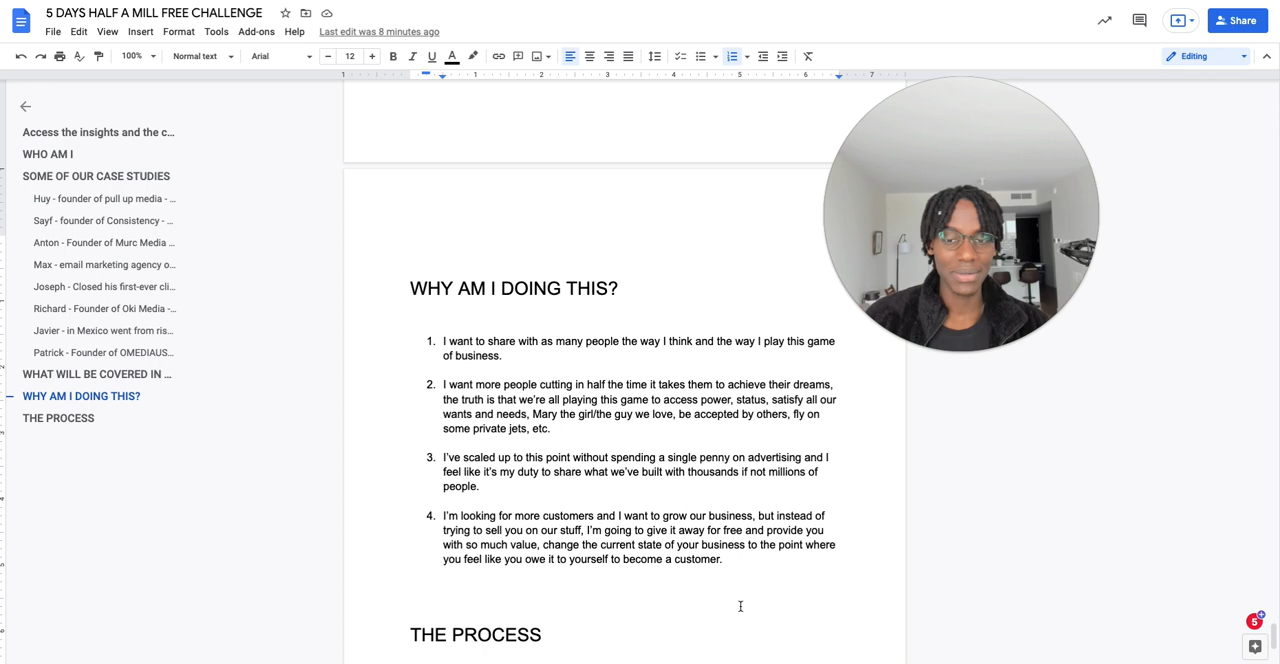 5 DAYS HALF A MILL FREE CHALLENGE
File Edit View Insert Format Tools Add-ons Help Last edit was 8 minutes ago
Share
100% Normal text Arial 12 B I U A Editing
1 1 2 3 4 5 6 7
Access the insights and the c...
WHO AM I
SOME OF OUR CASE STUDIES
Huy - founder of pull up media - ...
Sayf - founder of Consistency - ...
Anton - Founder of Murc Media ...
Max - email marketing agency o...
Joseph - Closed his first-ever cli...
Richard - Founder of Oki Media -...
Javier - in Mexico went from ris...
Patrick - Founder of OMEDIAUS...
WHAT WILL BE COVERED IN ...
WHY AM I DOING THIS?
THE PROCESS
WHY AM I DOING THIS?
1. I want to share with as many people the way I think and the way I play this game
of business.
2. I want more people cutting in half the time it takes them to achieve their dreams,
the truth is that we're all playing this game to access power, status, satisfy all our
wants and needs, Mary the girl/the guy we love, be accepted by others, fly on
some private jets, etc.
3. I've scaled up to this point without spending a single penny on advertising and I
feel like it's my duty to share what we've built with thousands if not millions of
people.
4. I'm looking for more customers and I want to grow our business, but instead of
trying to sell you on our stuff, I'm going to give it away for free and provide you
with so much value, change the current state of your business to the point where
you feel like you owe it to yourself to become a customer.
THE PROCESS
5